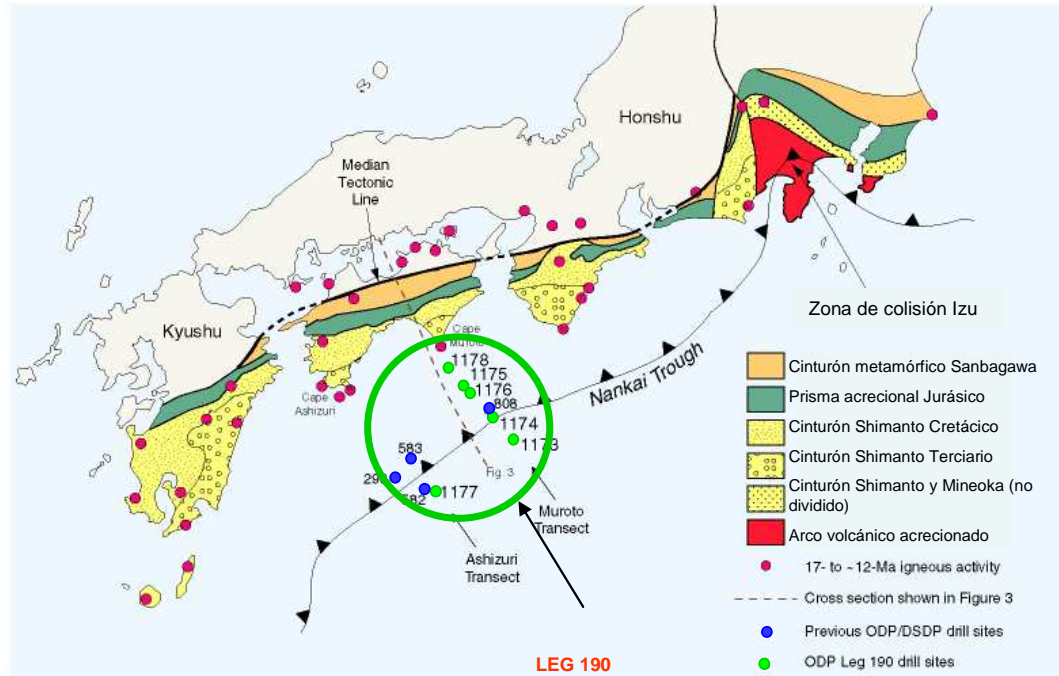 Honshu
Median
Tectonic
Line
Kyushu
Zona de colisión Izu
Cape
1178
1175
1176
Cape
Ashizuri
808
Nankai Trough
1174
1173
583
Fig. 3
1177
Muroto
Transect
Ashizuri
Transect
LEG 190
Cinturón metamórfico Sanbagawa
Prisma acrecional Jurásico
Cinturón Shimanto Cretácico
Cinturón Shimanto Terciario
Cinturón Shimanto y Mineoka (no
dividido)
Arco volcánico acrecionado
17- to ~12-Ma igneous activity
Cross section shown in Figure 3
Previous ODP/DSDP drill sites
ODP Leg 190 drill sites